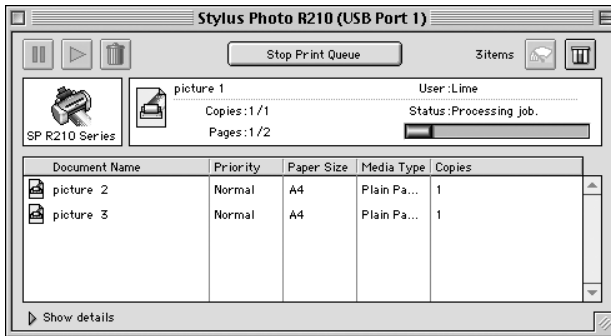 Stylus Photo R210 (USB Port 1)
Stop Print Queue
3items
picture 1
User:Lime
Copies:1/1
Status:Processing job.
Pages:1/2
SP R210 Series
Document Name Priority Paper Size Media Type Copies
picture 2 Normal A4 Plain Pa... 1
picture 3 Normal A4 Plain Pa... 1
Show details